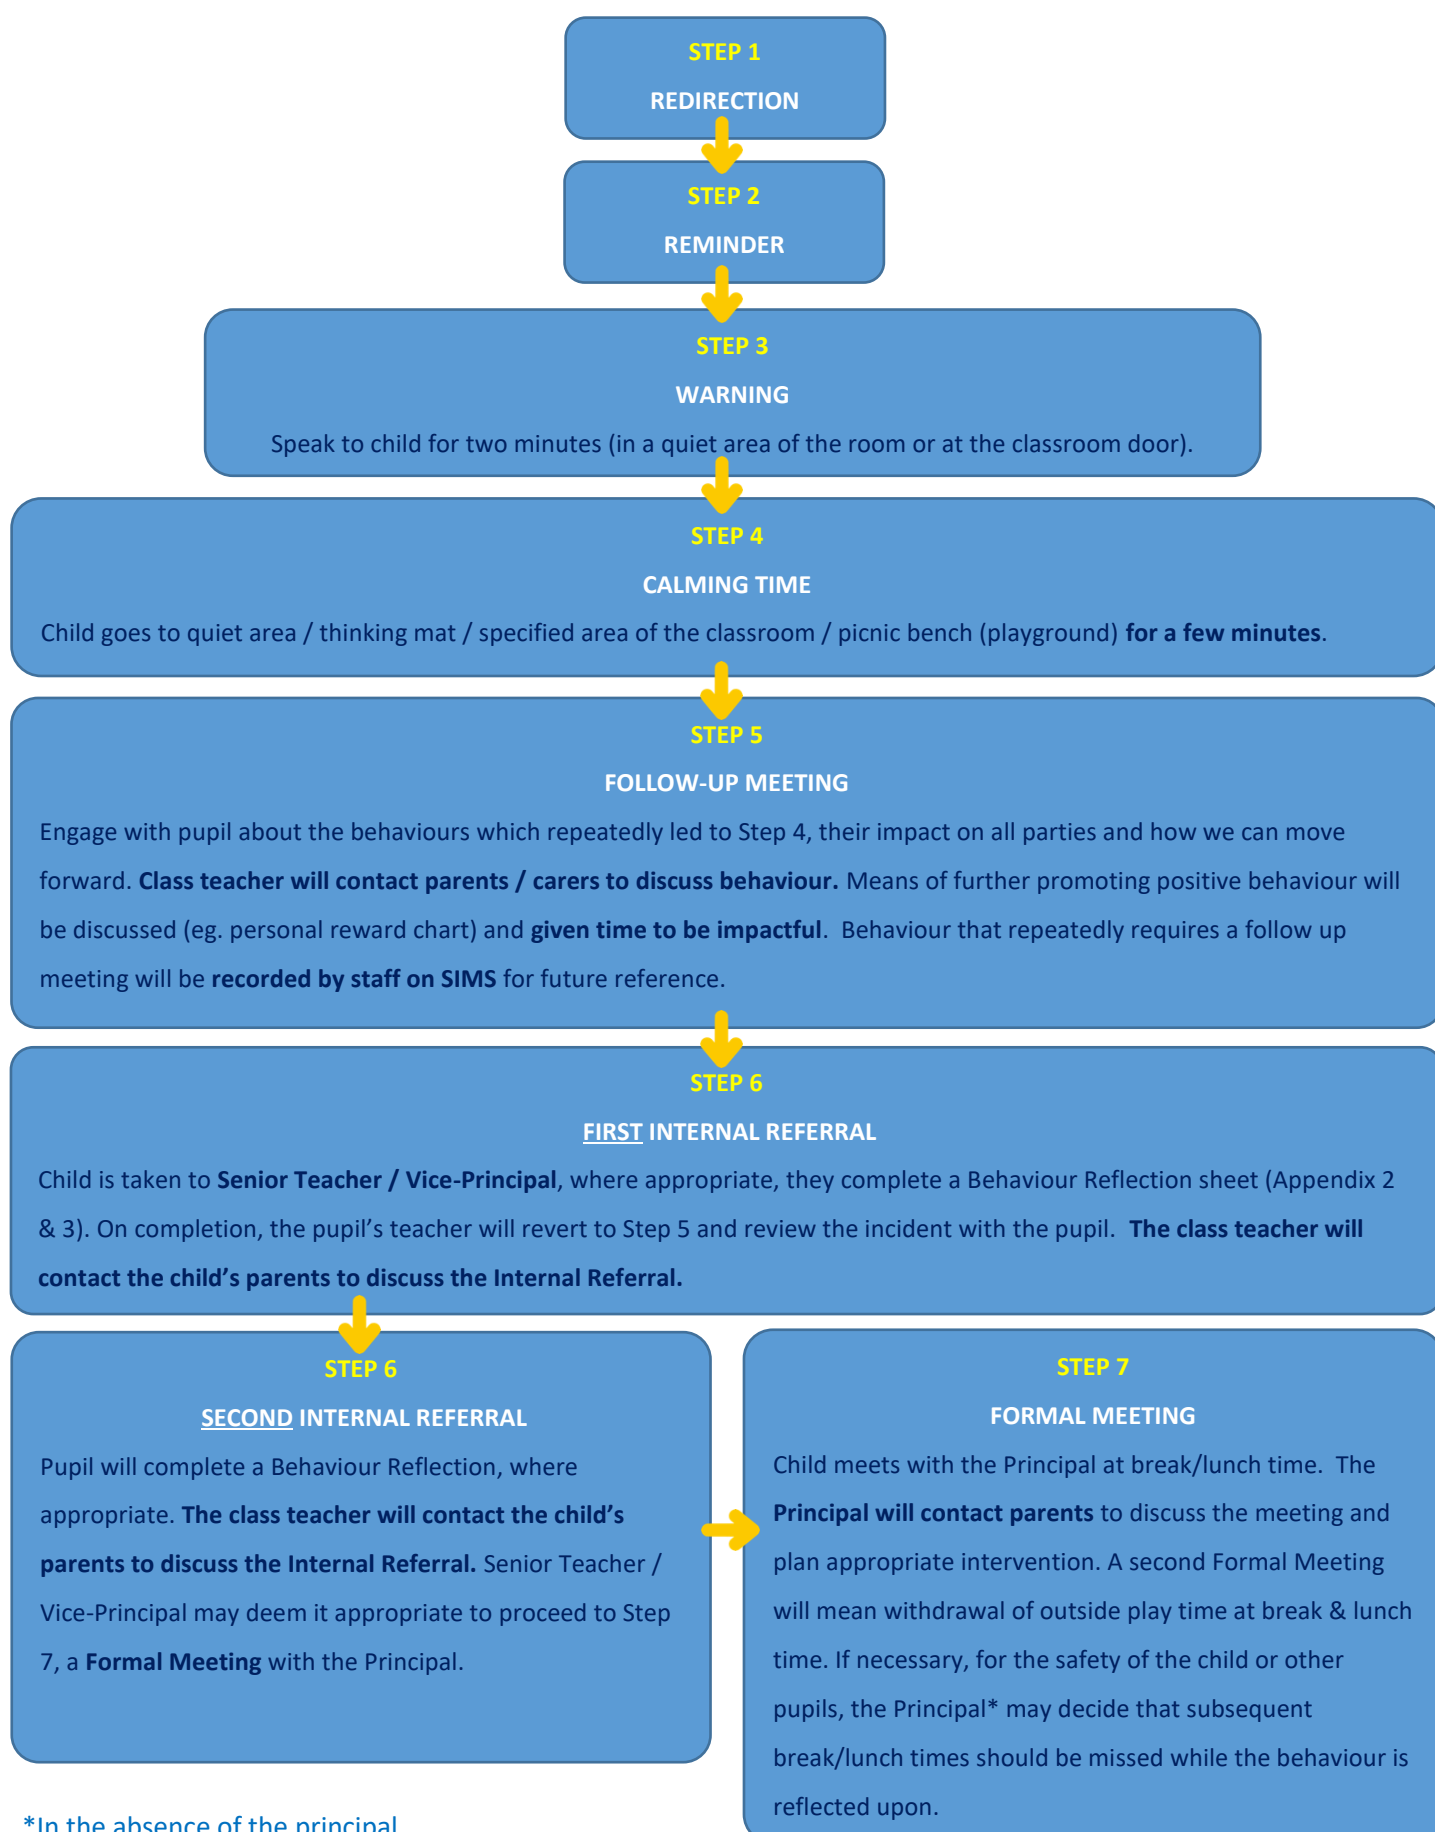 STEP 1
REDIRECTION
STEP 2
REMINDER
STEP 3
WARNING
Speak to child for two minutes (in a quiet area of the room or at the classroom door).
STEP 4
CALMING TIME
Child goes to quiet area / thinking mat / specified area of the classroom / picnic bench (playground) for a few minutes.
STEP 5
FOLLOW-UP MEETING
Engage with pupil about the behaviours which repeatedly led to Step 4, their impact on all parties and how we can move
forward. Class teacher will contact parents / carers to discuss behaviour. Means of further promoting positive behaviour will
be discussed (eg. personal reward chart) and given time to be impactful. Behaviour that repeatedly requires a follow up
meeting will be recorded by staff on SIMS for future reference.
STEP 6
FIRST INTERNAL REFERRAL
Child is taken to Senior Teacher / Vice-Principal, where appropriate, they complete a Behaviour Reflection sheet (Appendix 2
& 3). On completion, the pupil's teacher will revert to Step 5 and review the incident with the pupil. The class teacher will
contact the child's parents to discuss the Internal Referral.
STEP 6
SECOND INTERNAL REFERRAL
Pupil will complete a Behaviour Reflection, where
appropriate. The class teacher will contact the child's
parents to discuss the Internal Referral. Senior Teacher /
Vice-Principal may deem it appropriate to proceed to Step
7, a Formal Meeting with the Principal.
STEP 7
FORMAL MEETING
Child meets with the Principal at break/lunch time. The
Principal will contact parents to discuss the meeting and
plan appropriate intervention. A second Formal Meeting
will mean withdrawal of outside play time at break & lunch
time. If necessary, for the safety of the child or other
pupils, the Principal* may decide that subsequent
break/lunch times should be missed while the behaviour is
reflected upon.
*In the absence of the principal